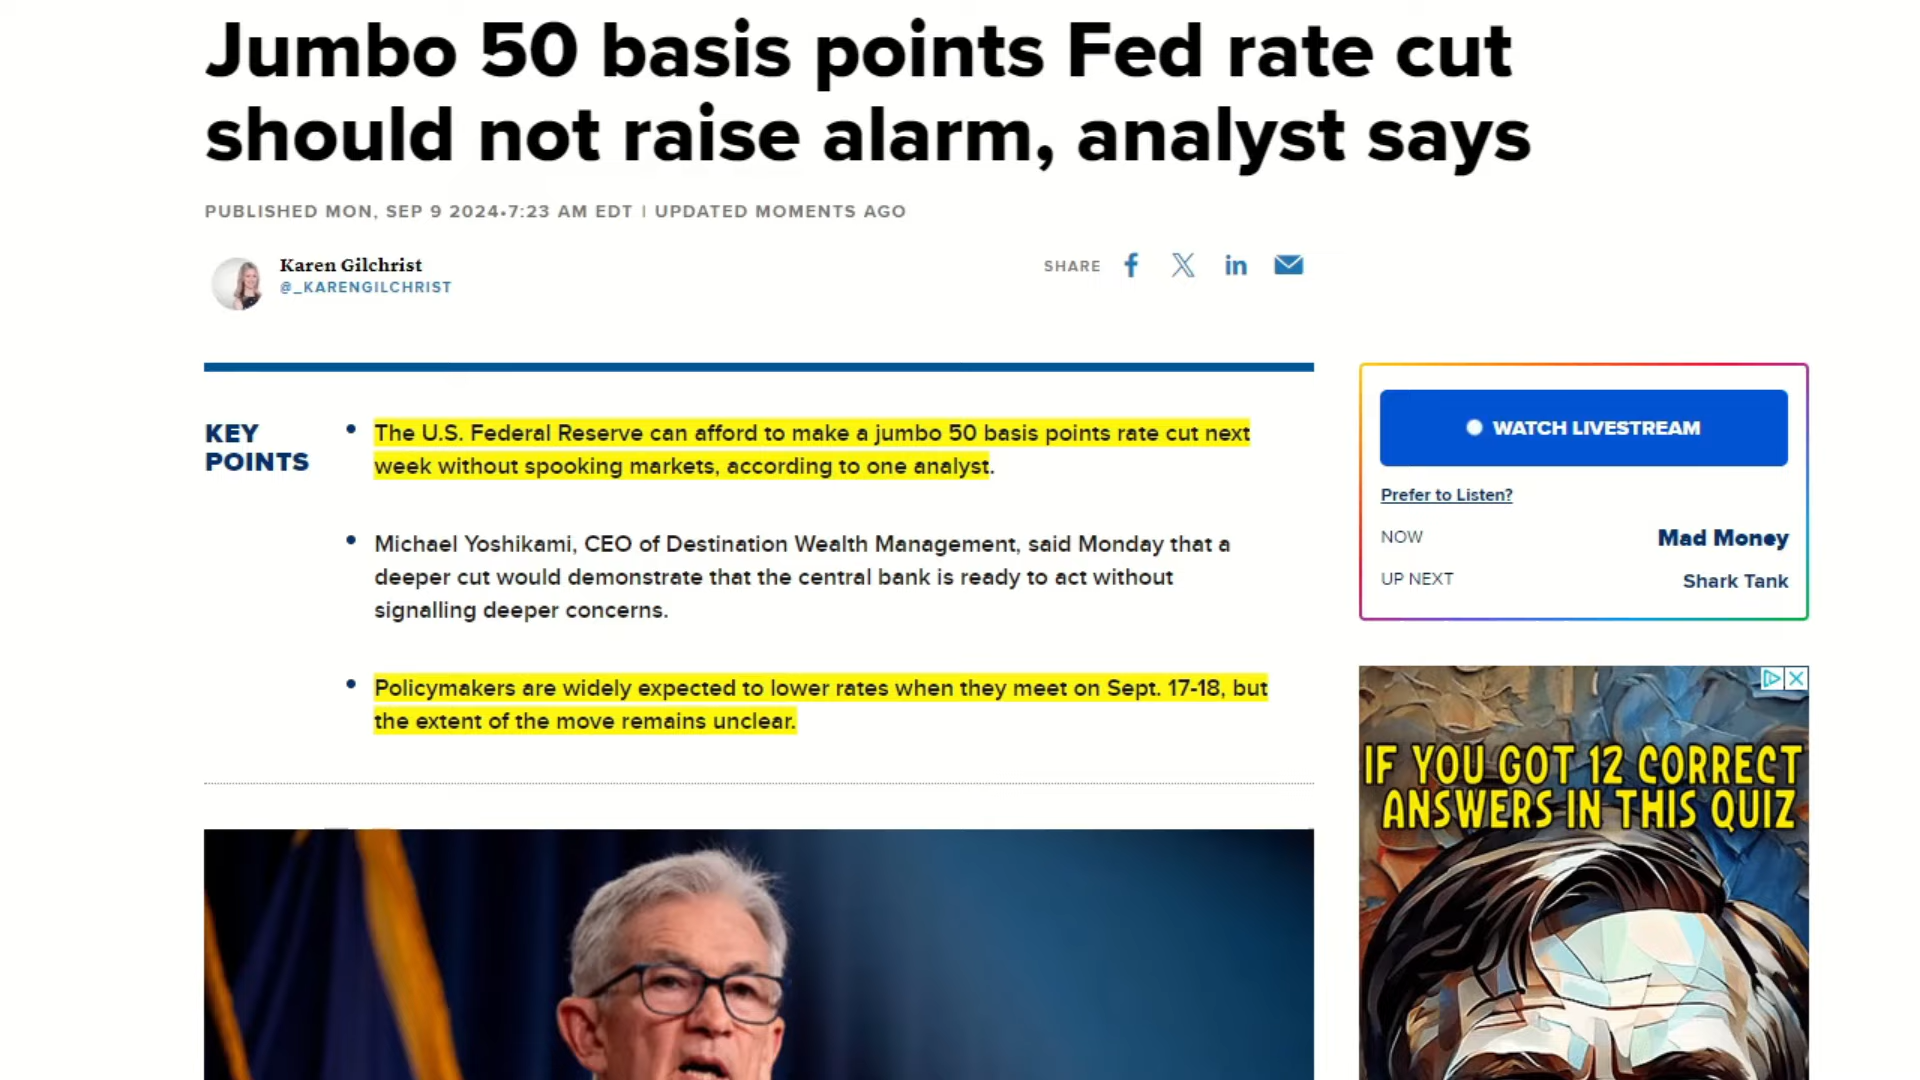 Jumbo 50 basis points Fed rate cut
should not raise alarm, analyst says
PUBLISHED MON, SEP 9 2024•7:23 AM EDT | UPDATED MOMENTS AGO
Karen Gilchrist
@_KARENGILCHRIST
SHARE
KEY
POINTS
• The U.S. Federal Reserve can afford to make a jumbo 50 basis points rate cut next
week without spooking markets, according to one analyst.
• Michael Yoshikami, CEO of Destination Wealth Management, said Monday that a
deeper cut would demonstrate that the central bank is ready to act without
signalling deeper concerns.
• Policymakers are widely expected to lower rates when they meet on Sept. 17-18, but
the extent of the move remains unclear.
WATCH LIVESTREAM
Prefer to Listen?
NOW Mad Money
UP NEXT Shark Tank
IF YOU GOT 12 CORRECT
ANSWERS IN THIS QUIZ